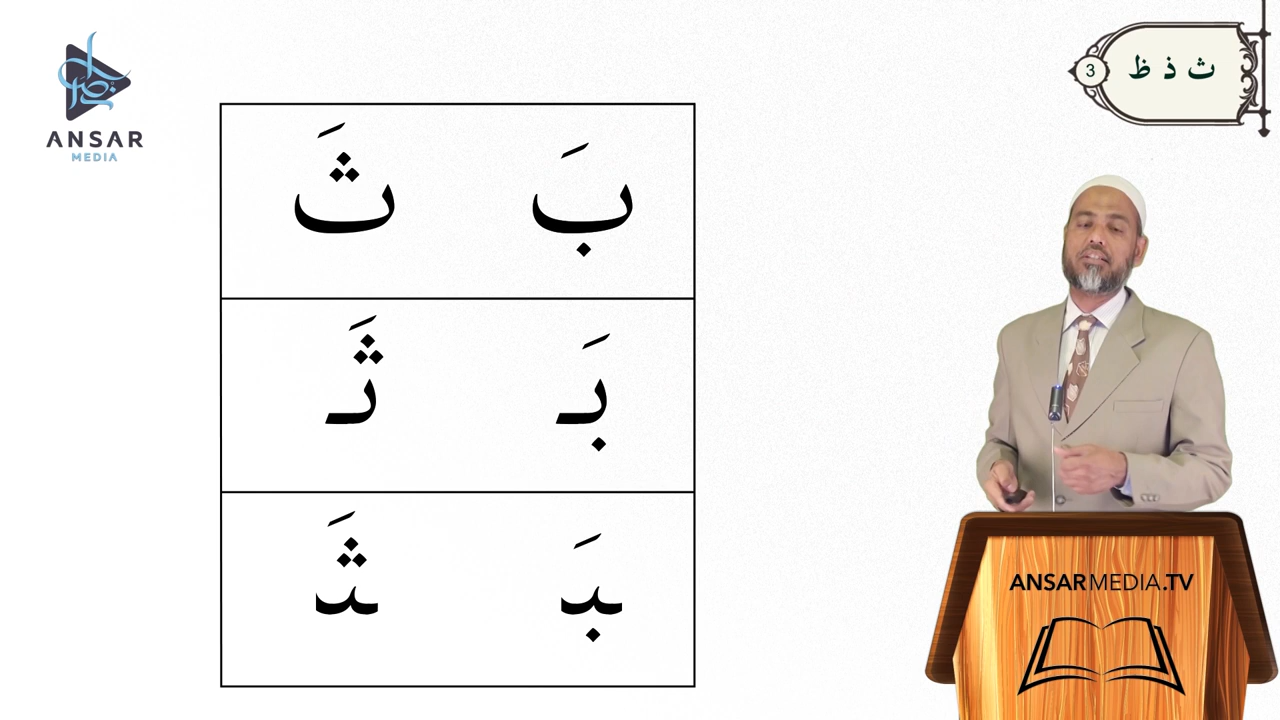 ANSAR
MEDIA
ث ذ ظ
3
بَ ثَ
بَـ ثَـ
ـبَـ ـثَـ
ANSARMEDIA.TV